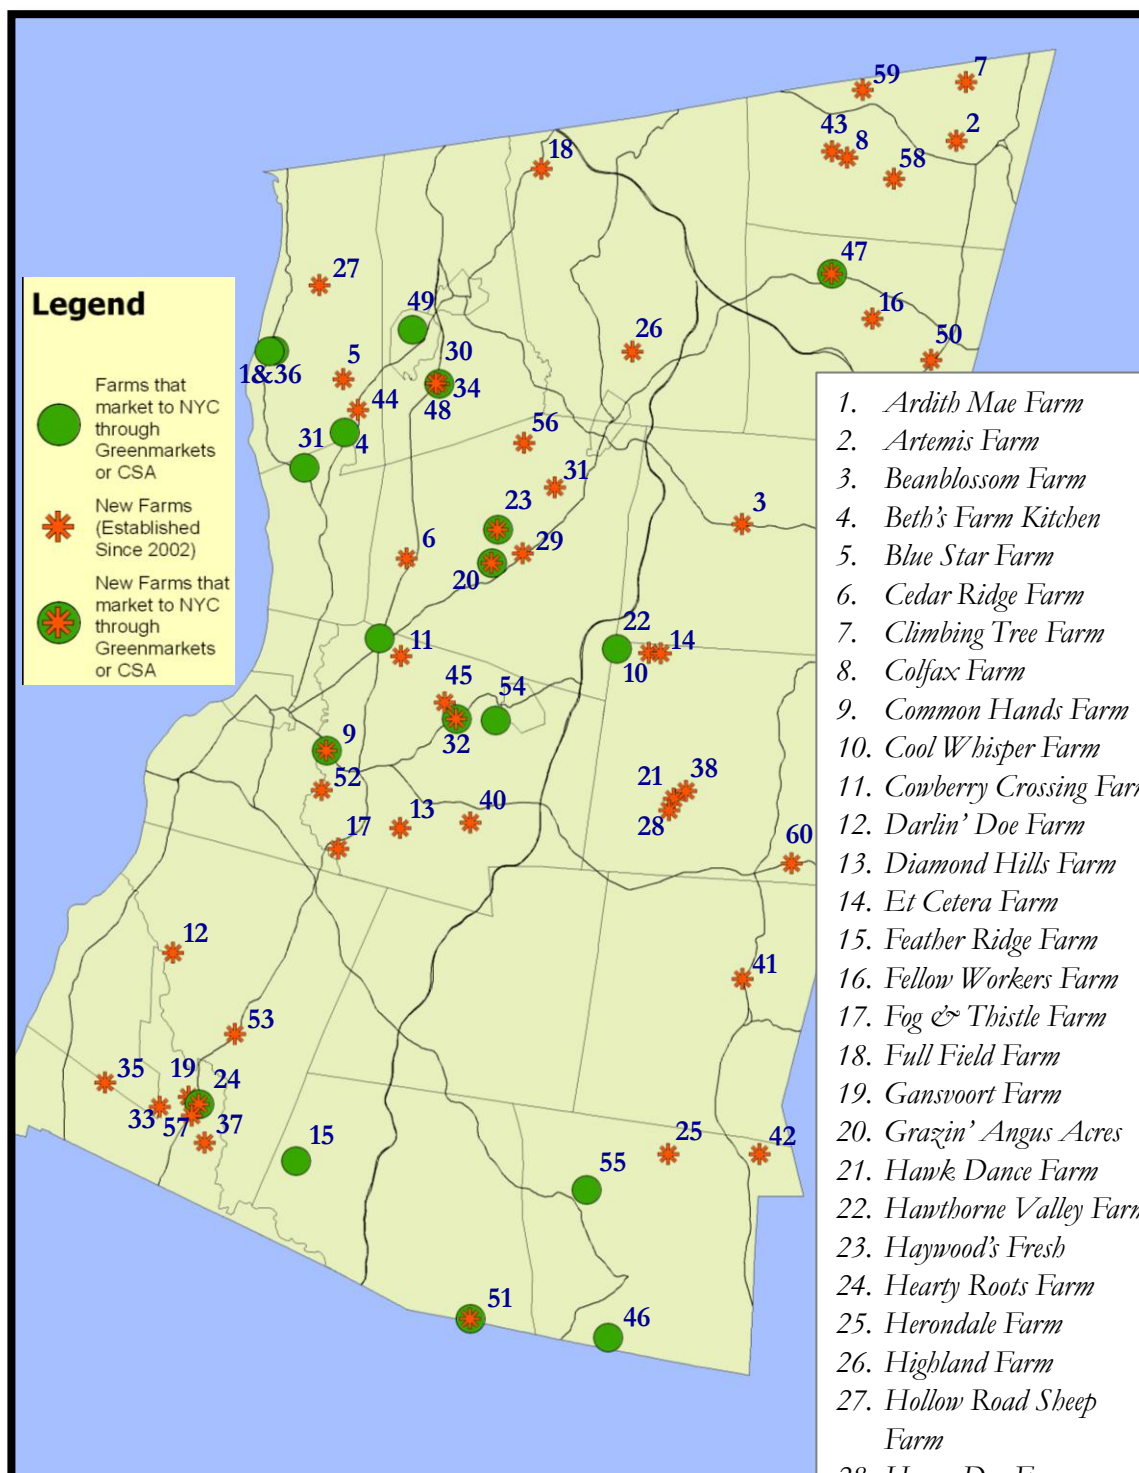 59
7
43
8
2
18
58
47
27
16
49
26
50
30
5
1&36
34
44
48
56
31
4
31
3
23
6
29
20
22
11
14
10
45
54
9
32
52
21
38
13
40
28
17
60
12
41
53
35
19
24
33
57
37
15
25
42
55
51
46
Legend
Farms that
market to NYC
through
Greenmarkets
or CSA
New Farms
(Established
Since 2002)
New Farms that
market to NYC
through
Greenmarkets
or CSA
1. Ardith Mae Farm
2. Artemis Farm
3. Beanblossom Farm
4. Beth's Farm Kitchen
5. Blue Star Farm
6. Cedar Ridge Farm
7. Climbing Tree Farm
8. Colfax Farm
9. Common Hands Farm
10. Cool Whisper Farm
11. Cowberry Crossing Farm
12. Darlin' Doe Farm
13. Diamond Hills Farm
14. Et Cetera Farm
15. Feather Ridge Farm
16. Fellow Workers Farm
17. Fog & Thistle Farm
18. Full Field Farm
19. Gansvoort Farm
20. Grazin' Angus Acres
21. Hawk Dance Farm
22. Hawthorne Valley Farm
23. Haywood's Fresh
24. Hearty Roots Farm
25. Herondale Farm
26. Highland Farm
27. Hollow Road Sheep
Farm